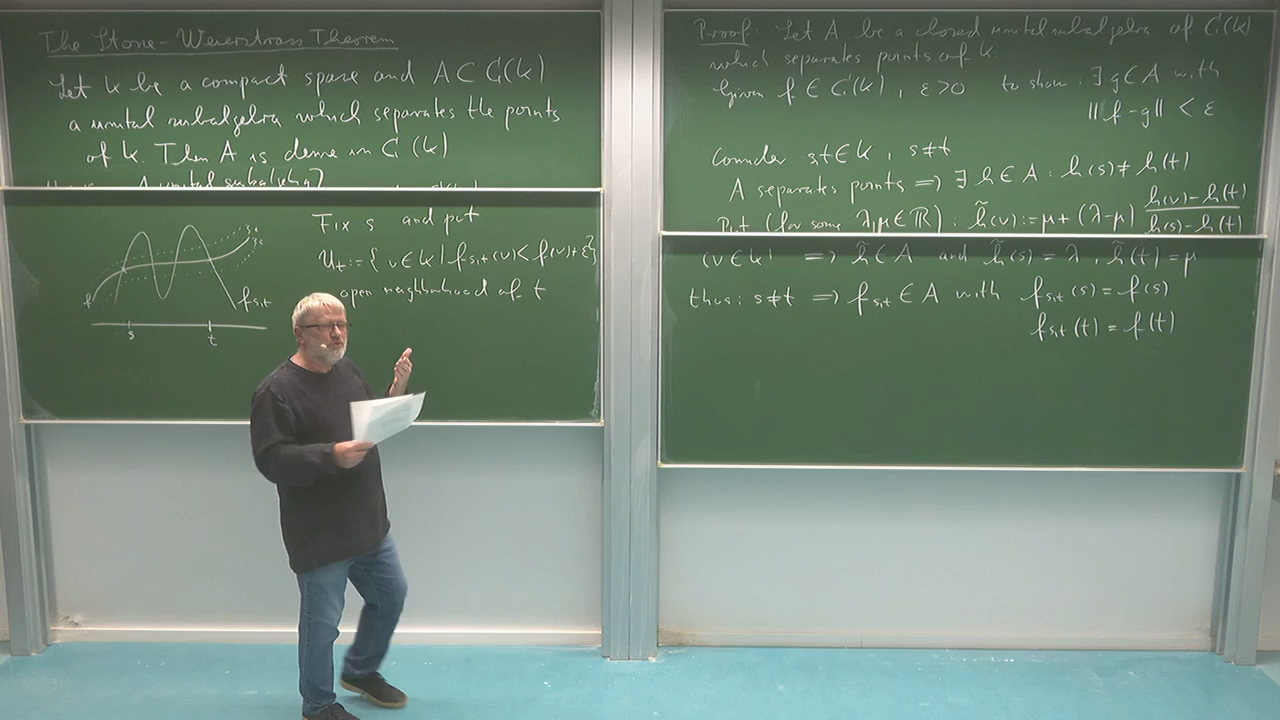 The Stone-Weierstrass Theorem
Let K be a compact space and A ⊂ C(K)
a unital subalgebra which separates the points
of K. Then A is dense in C(K)
A unital subalgebra?
Fix s and put
U_t := { v ∈ K | f_{s,t}(v) < f(v) + ε}
open neighborhood of t
f
f_{s,t}
s
t
Proof: Let A be a closed unital subalgebra of C(K)
which separates points of K.
Given f ∈ C(K), ε > 0 to show: ∃ g ∈ A with
‖f - g‖ < ε
Consider s,t ∈ K, s ≠ t
A separates points ⟹ ∃ h ∈ A : h(s) ≠ h(t)
Put (for some λ,μ ∈ ℝ) : h̃(v) := μ + (λ-μ) (h(v) - h(t))/(h(s) - h(t))
(v ∈ K) ⟹ h̃ ∈ A and h̃(s) = λ, h̃(t) = μ
thus: s ≠ t ⟹ f_{s,t} ∈ A with f_{s,t}(s) = f(s)
f_{s,t}(t) = f(t)